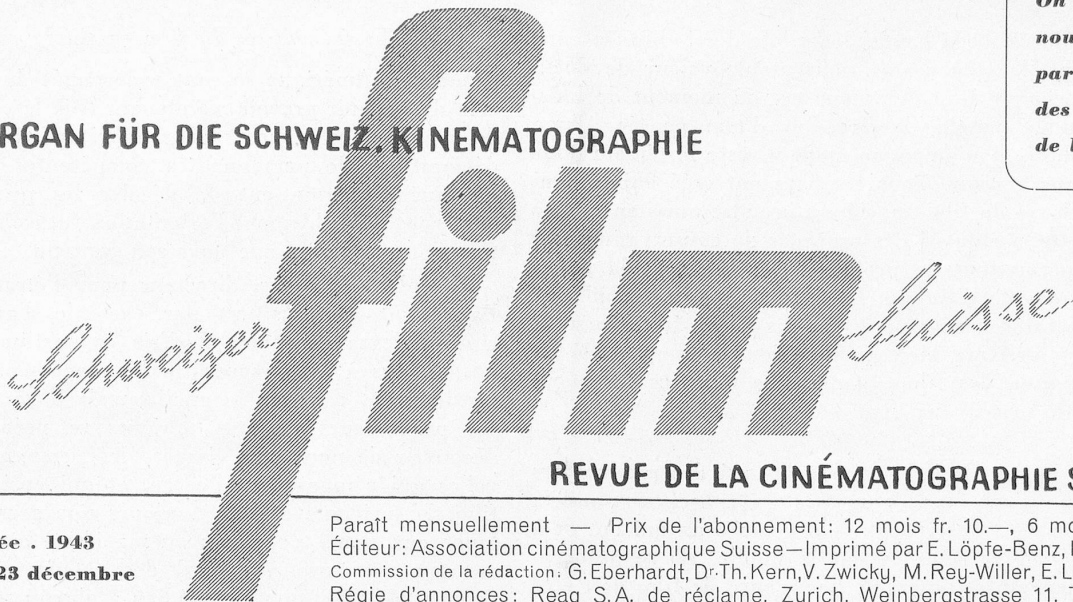 On
nou
par
des
de l
RGAN FÜR DIE SCHWEIZ. KINEMATOGRAPHIE
Schweizer film Suisse
REVUE DE LA CINÉMATOGRAPHIE S
ée . 1943
23 décembre
Paraît mensuellement — Prix de l'abonnement: 12 mois fr. 10.—, 6 mo
Éditeur: Association cinématographique Suisse — Imprimé par E. Löpfe-Benz,
Commission de la rédaction: G. Eberhardt, Dr. Th. Kern, V. Zwicky, M. Rey-Willer, E. L
Régie d'annonces: Reag S.A. de réclame, Zurich, Weinbergstrasse 11,